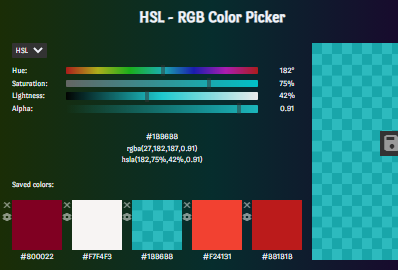 HSL - RGB Color Picker
HSL
Hue: 182°
Saturation: 75%
Lightness: 42%
Alpha: 0.91
#1BB6BB
rgba(27,182,187,0.91)
hsla(182,75%,42%,0.91)
Saved colors:
#800022 #F7F4F3 #1BB6BB #F24131 #BB1B1B